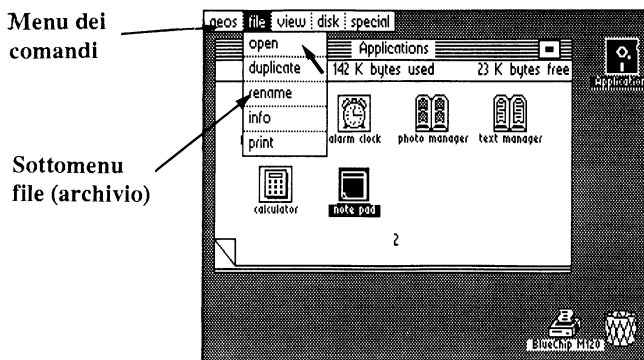 Menu dei
comandi
geos file view disk special
open
duplicate
rename
info
print
Applications
142 K bytes used 23 K bytes free
alarm clock photo manager text manager
calculator note pad
2
Sottomenu
file (archivio)
Application
BlueChip M120